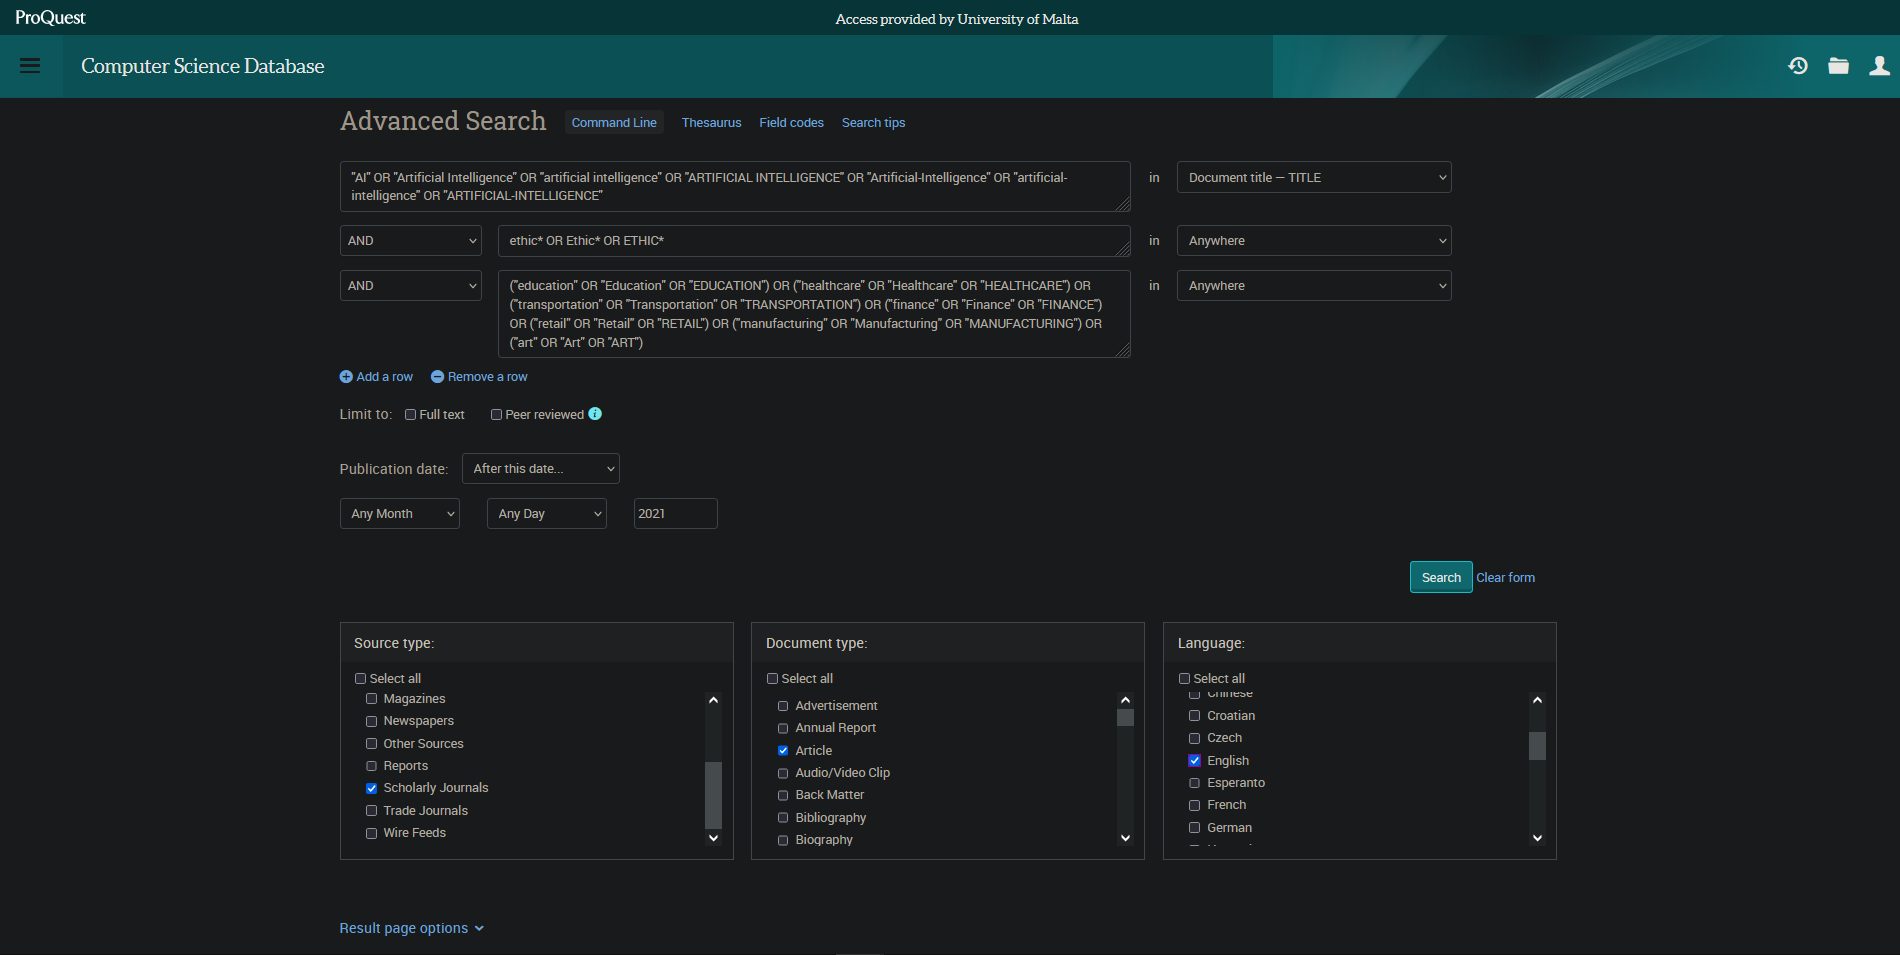 ProQuest
Access provided by University of Malta
Computer Science Database
Advanced Search
Command Line
Thesaurus
Field codes
Search tips
"AI" OR "Artificial Intelligence" OR "artificial intelligence" OR "ARTIFICIAL INTELLIGENCE" OR "Artificial-Intelligence" OR "artificial-
intelligence" OR "ARTIFICIAL-INTELLIGENCE"
in
Document title — TITLE
AND
ethic* OR Ethic* OR ETHIC*
in
Anywhere
AND
("education" OR "Education" OR "EDUCATION") OR ("healthcare" OR "Healthcare" OR "HEALTHCARE") OR
("transportation" OR "Transportation" OR "TRANSPORTATION") OR ("finance" OR "Finance" OR "FINANCE")
OR ("retail" OR "Retail" OR "RETAIL") OR ("manufacturing" OR "Manufacturing" OR "MANUFACTURING") OR
("art" OR "Art" OR "ART")
in
Anywhere
Add a row
Remove a row
Limit to:
Full text
Peer reviewed
Publication date:
After this date...
Any Month
Any Day
2021
Search
Clear form
Source type:
Select all
Magazines
Newspapers
Other Sources
Reports
Scholarly Journals
Trade Journals
Wire Feeds
Document type:
Select all
Advertisement
Annual Report
Article
Audio/Video Clip
Back Matter
Bibliography
Biography
Language:
Select all
Chinese
Croatian
Czech
English
Esperanto
French
German
Result page options